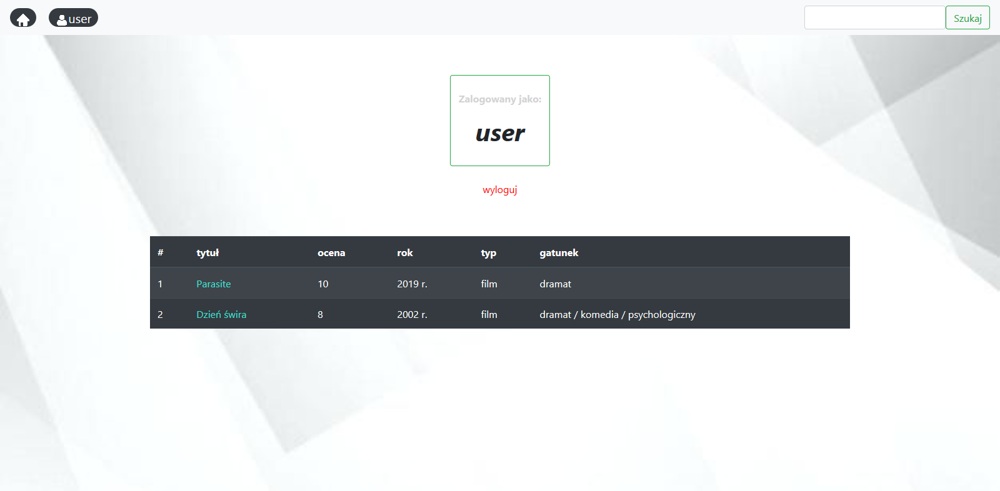 user Szukaj
Zalogowany jako:
user
wyloguj
# tytuł ocena rok typ gatunek
1 Parasite 10 2019 r. film dramat
2 Dzień świra 8 2002 r. film dramat / komedia / psychologiczny